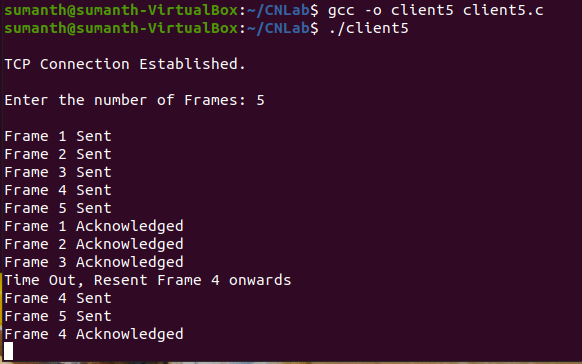 sumanth@sumanth-VirtualBox:~/CNLab$ gcc -o client5 client5.c
sumanth@sumanth-VirtualBox:~/CNLab$ ./client5
TCP Connection Established.
Enter the number of Frames: 5
Frame 1 Sent
Frame 2 Sent
Frame 3 Sent
Frame 4 Sent
Frame 5 Sent
Frame 1 Acknowledged
Frame 2 Acknowledged
Frame 3 Acknowledged
Time Out, Resent Frame 4 onwards
Frame 4 Sent
Frame 5 Sent
Frame 4 Acknowledged